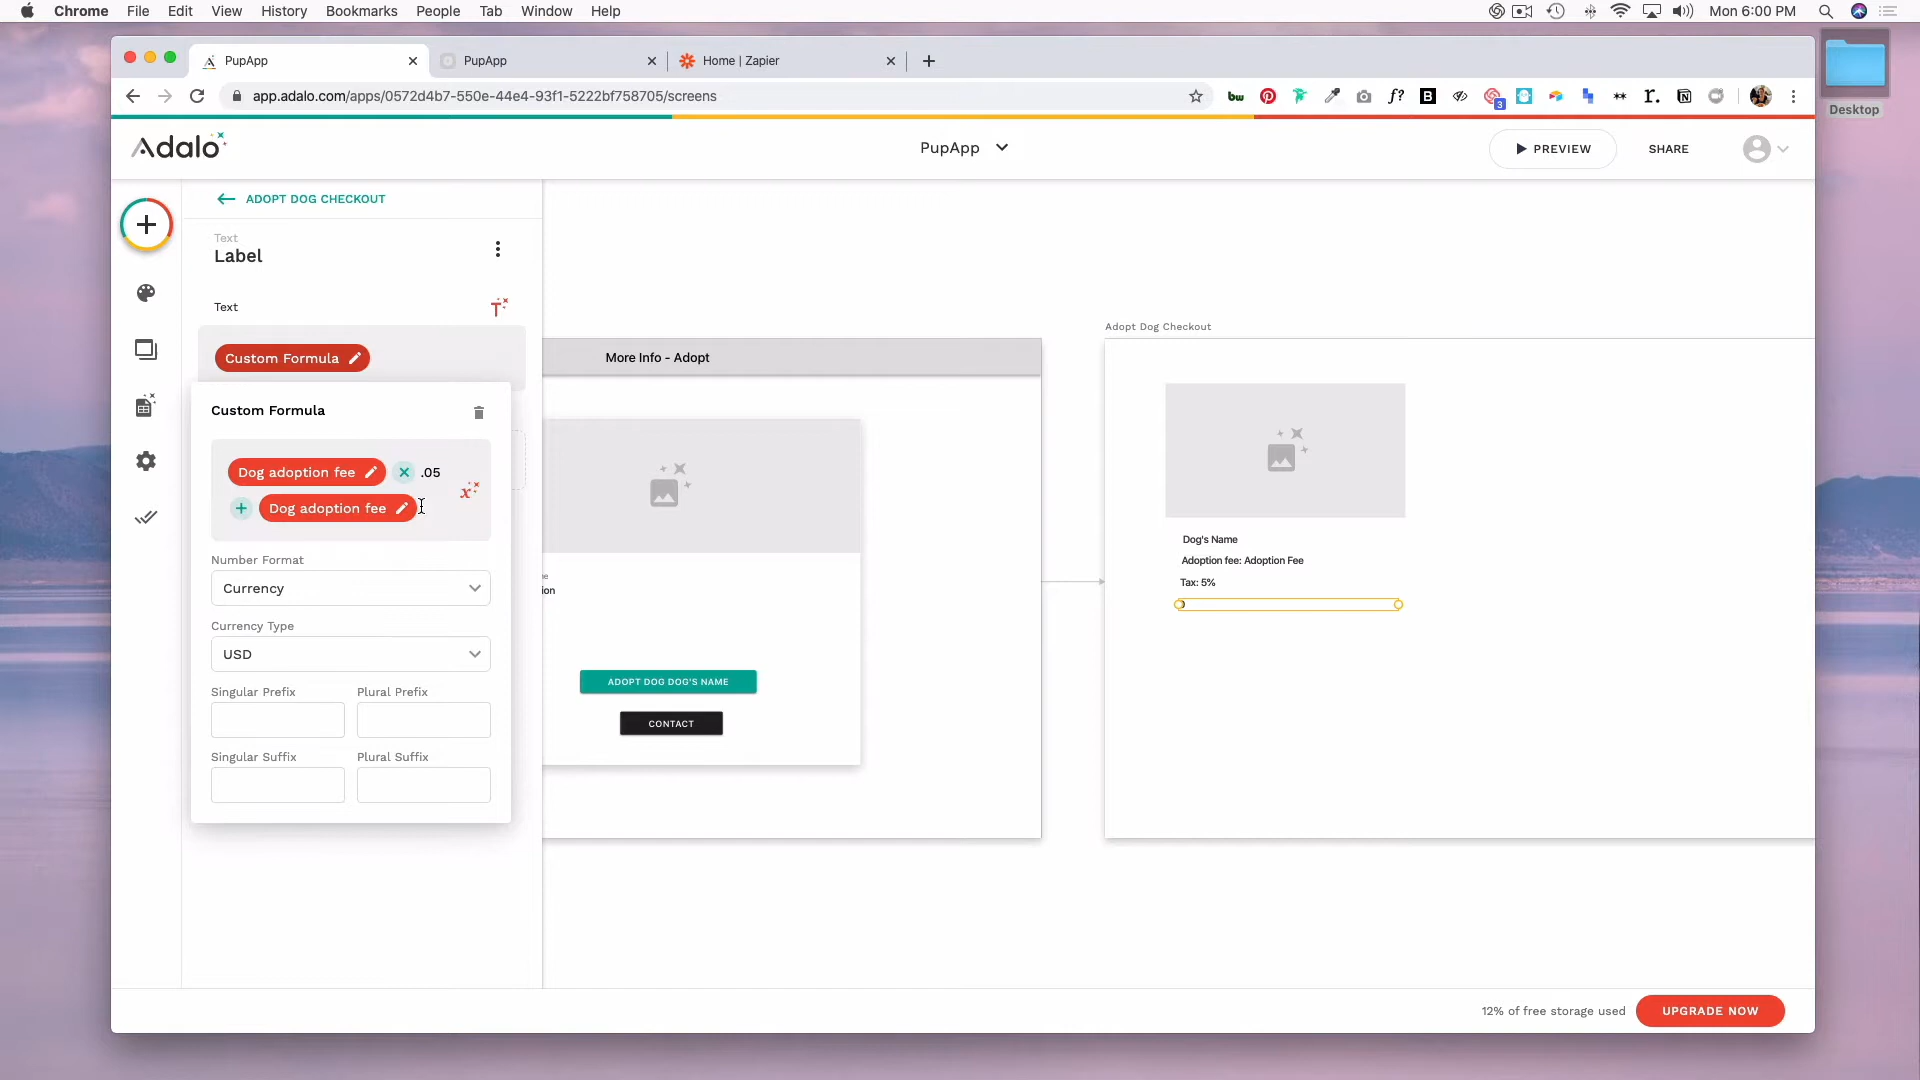 Chrome File Edit View History Bookmarks People Tab Window Help
Mon 6:00 PM
PupApp
PupApp
Home | Zapier
app.adalo.com/apps/0572d4b7-550e-44e4-93f1-5222bf758705/screens
Desktop
Adalo
PupApp
PREVIEW
SHARE
ADOPT DOG CHECKOUT
Text
Label
Text
Custom Formula
Custom Formula
Dog adoption fee × .05
+ Dog adoption fee
Number Format
Currency
Currency Type
USD
Singular Prefix
Plural Prefix
Singular Suffix
Plural Suffix
More Info - Adopt
ADOPT DOG DOG'S NAME
CONTACT
Adopt Dog Checkout
Dog's Name
Adoption fee: Adoption Fee
Tax: 5%
12% of free storage used
UPGRADE NOW